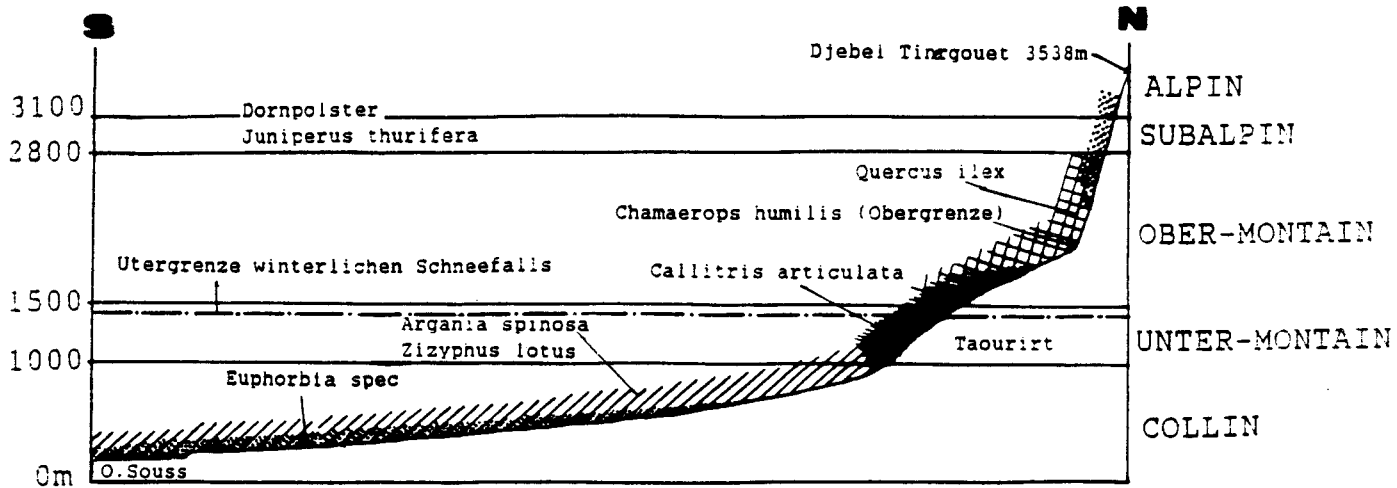 S
N
Djebel Tinergouet 3538m
ALPIN
3100
Dornpolster
Juniperus thurifera
SUBALPIN
2800
Quercus ilex
Chamaerops humilis (Obergrenze)
OBER-MONTAIN
Utergrenze winterlichen Schneefalls
Callitris articulata
1500
Argania spinosa
Zizyphus lotus
Taourirt
UNTER-MONTAIN
1000
Euphorbia spec
COLLIN
0m
O.Souss